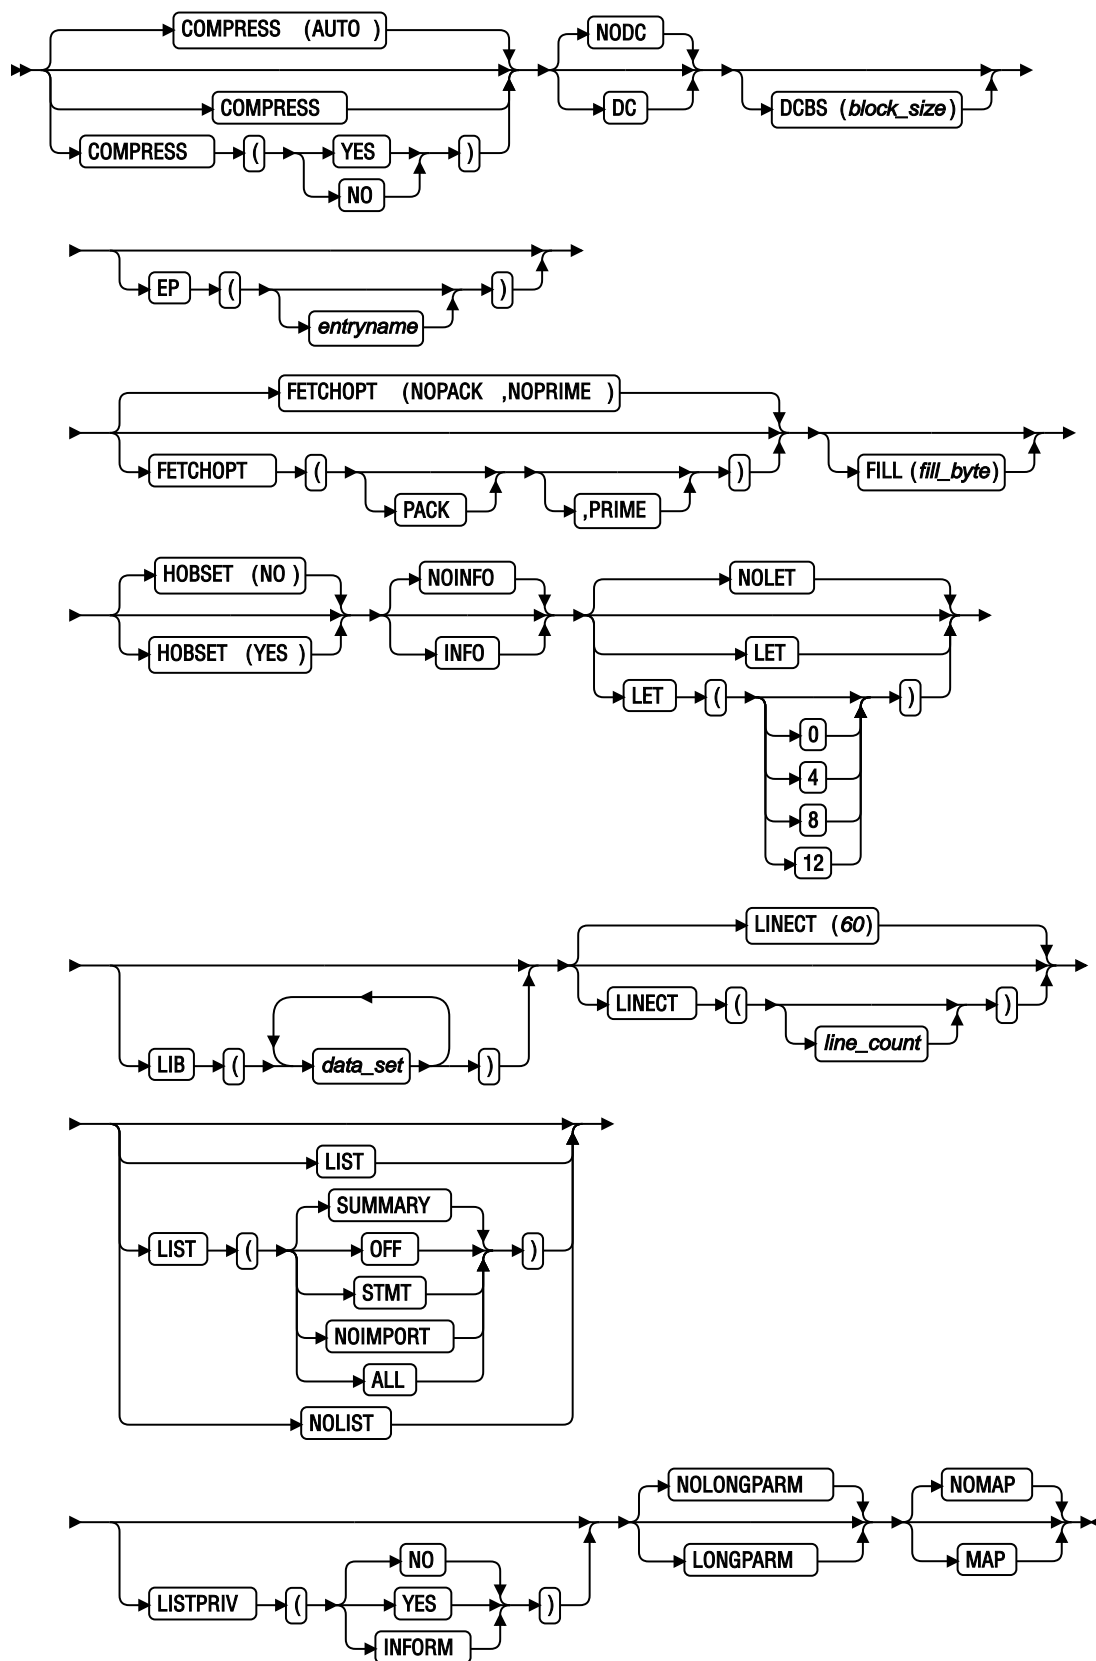 COMPRESS (AUTO ) NODC
COMPRESS DC DCBS (block_size)
COMPRESS ( YES )
NO
EP ( )
entryname
FETCHOPT (NOPACK ,NOPRIME )
FETCHOPT ( ) FILL (fill_byte)
PACK ,PRIME
HOBSET (NO ) NOINFO NOLET
HOBSET (YES ) INFO LET
LET ( )
0
4
8
12
LINECT (60)
LINECT ( )
line_count
LIB ( data_set )
LIST
SUMMARY
LIST ( OFF )
STMT
NOIMPORT
ALL
NOLIST
NOLONGPARM NOMAP
NO LONGPARM MAP
LISTPRIV ( YES )
INFORM